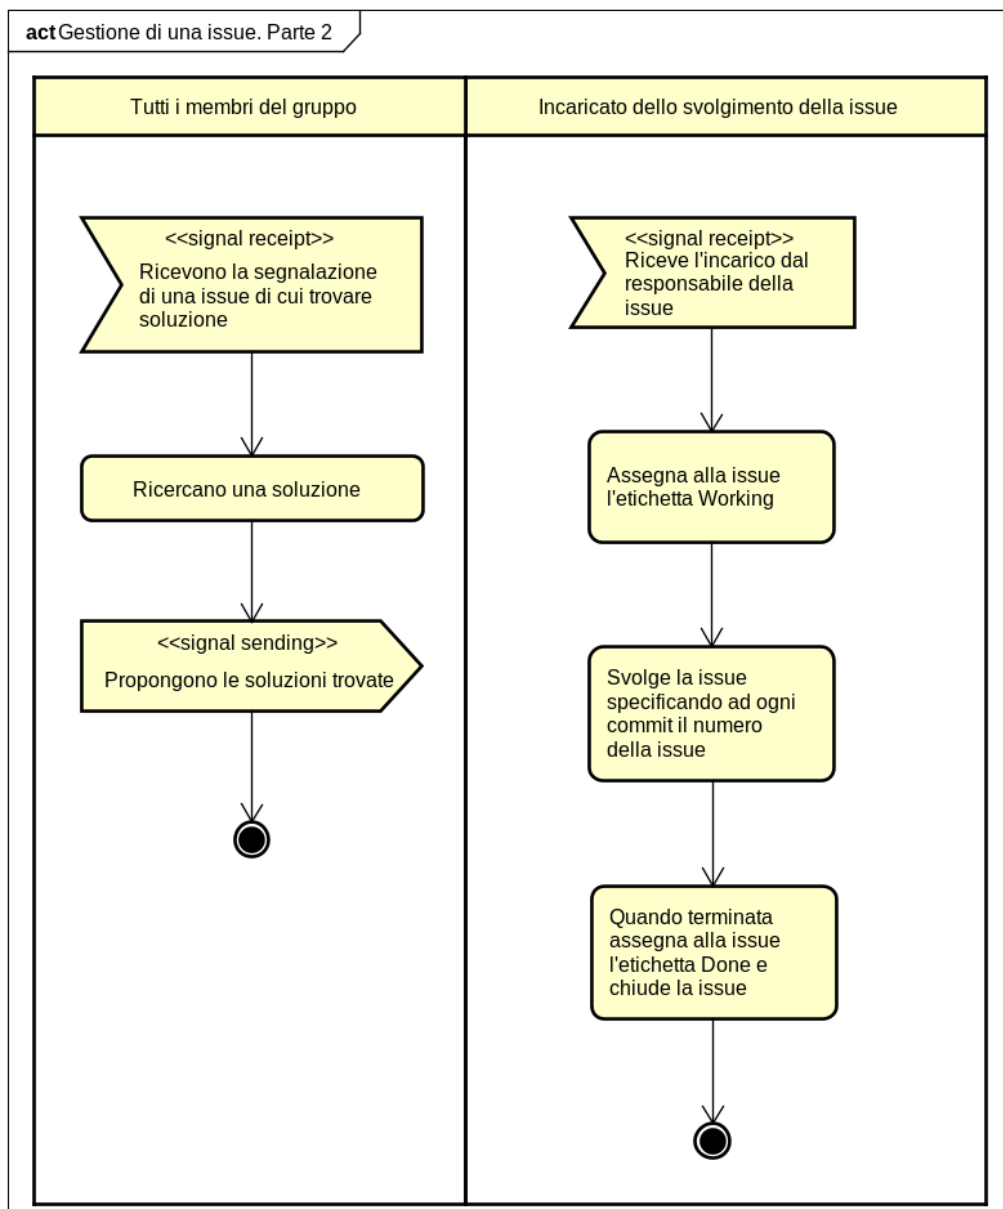 act Gestione di una issue. Parte 2
Tutti i membri del gruppo
Incaricato dello svolgimento della issue
<<signal receipt>>
Ricevono la segnalazione
di una issue di cui trovare
soluzione
Ricercano una soluzione
<<signal sending>>
Propongono le soluzioni trovate
<<signal receipt>>
Riceve l'incarico dal
responsabile della
issue
Assegna alla issue
l'etichetta Working
Svolge la issue
specificando ad ogni
commit il numero
della issue
Quando terminata
assegna alla issue
l'etichetta Done e
chiude la issue